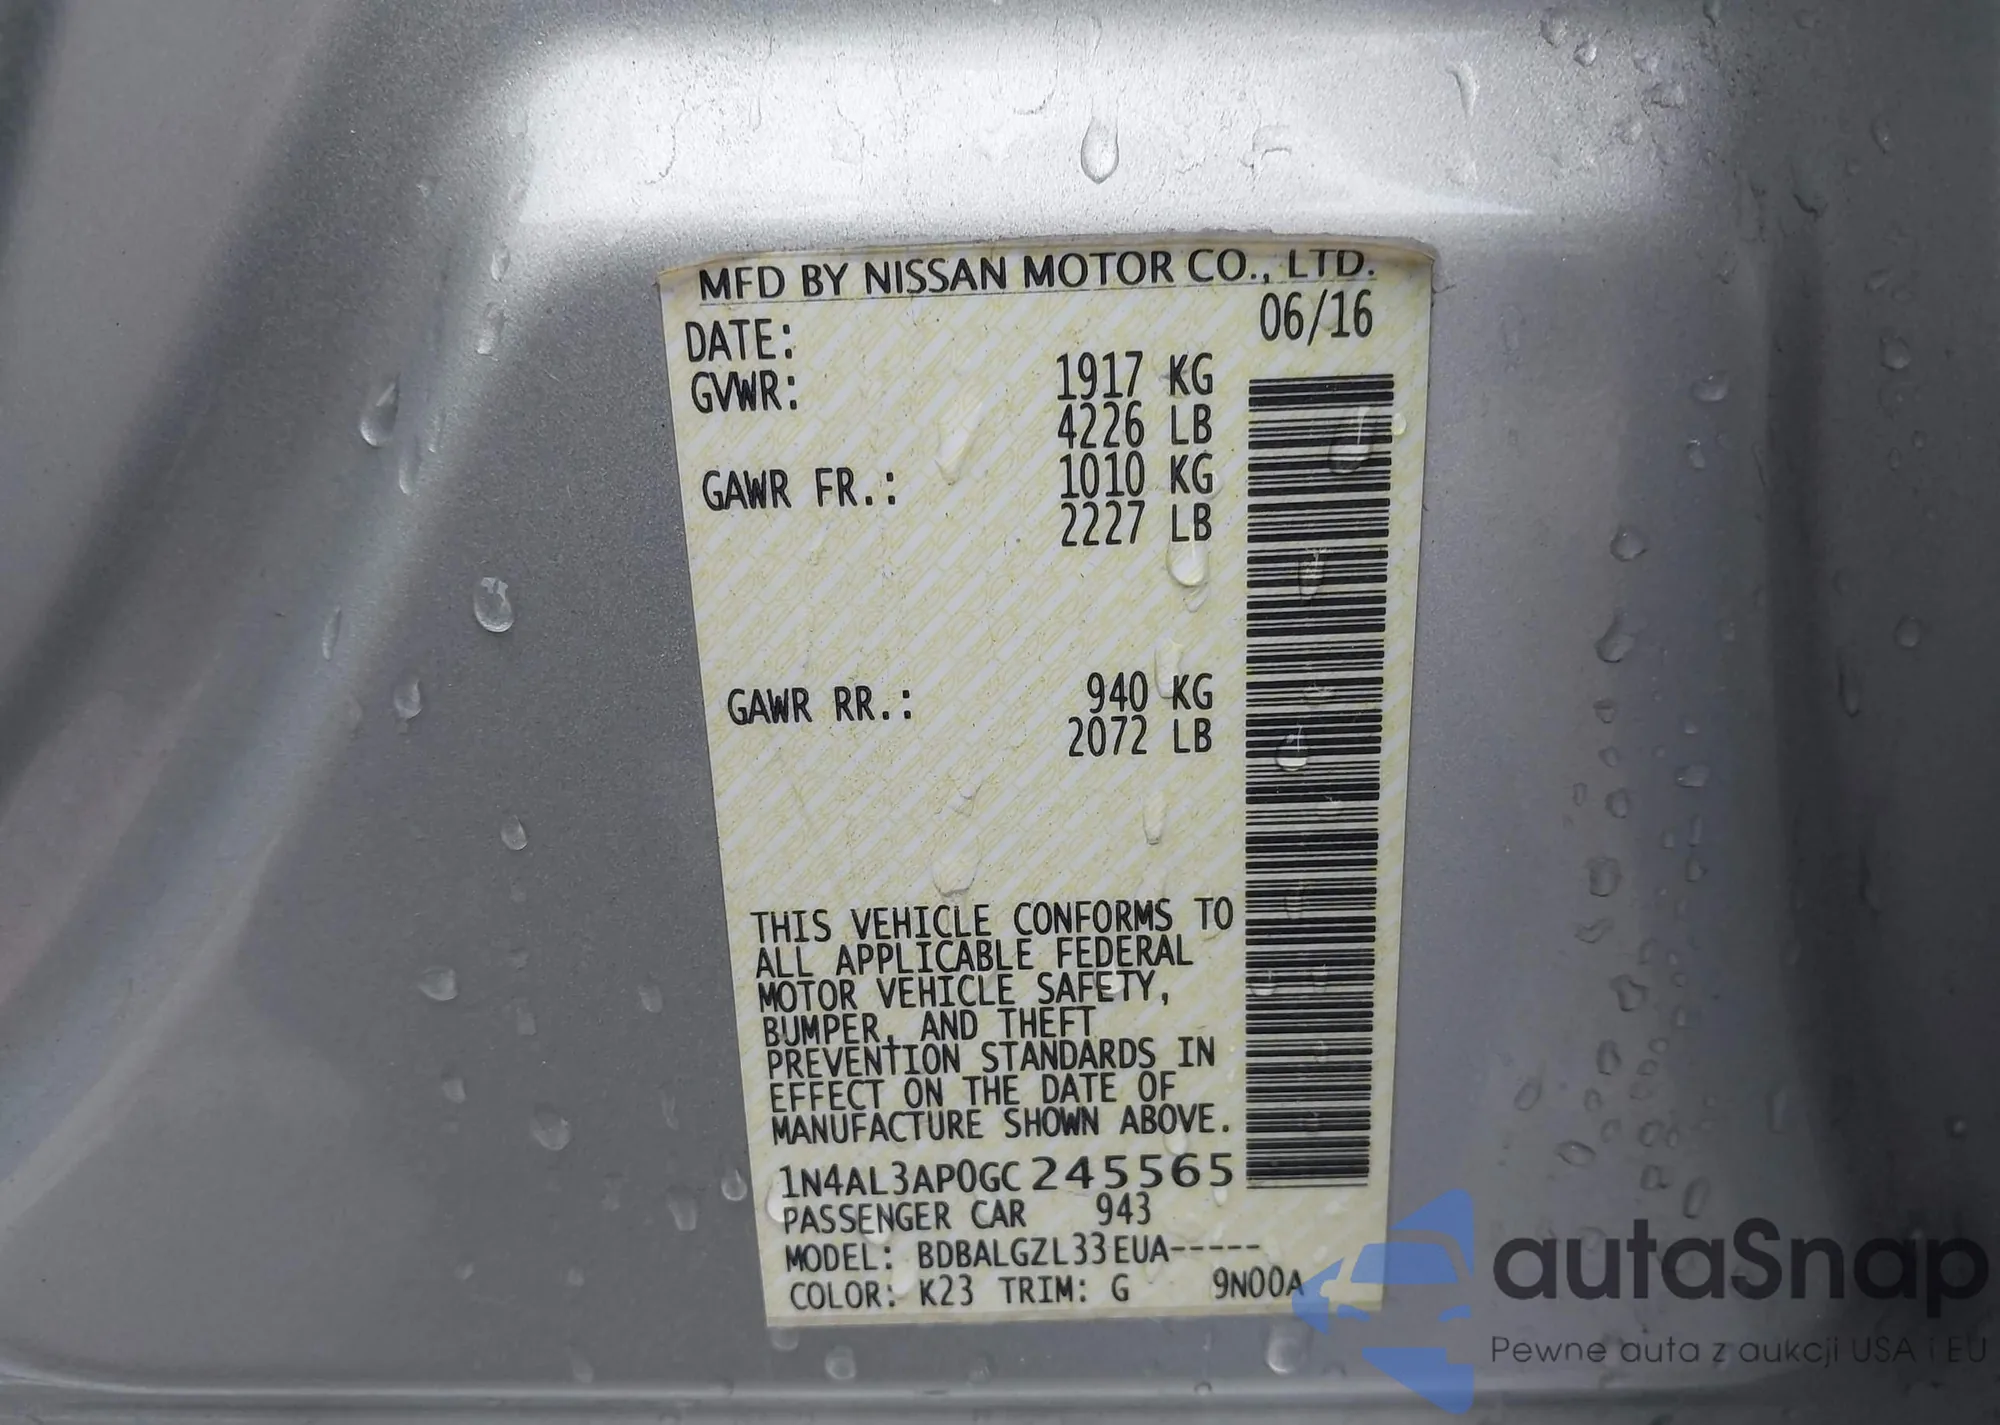 MFD BY NISSAN MOTOR CO., LTD.
DATE: 06/16
GVWR: 1917 KG
4226 LB
GAWR FR.: 1010 KG
2227 LB
GAWR RR.: 940 KG
2072 LB
THIS VEHICLE CONFORMS TO
ALL APPLICABLE FEDERAL
MOTOR VEHICLE SAFETY,
BUMPER, AND THEFT
PREVENTION STANDARDS IN
EFFECT ON THE DATE OF
MANUFACTURE SHOWN ABOVE.
1N4AL3AP0GC245565
PASSENGER CAR 943
MODEL: BDBALGZL33EUA-----
COLOR: K23 TRIM: G 9N00A
autaSnap
Pewne auta z aukcji USA i EU